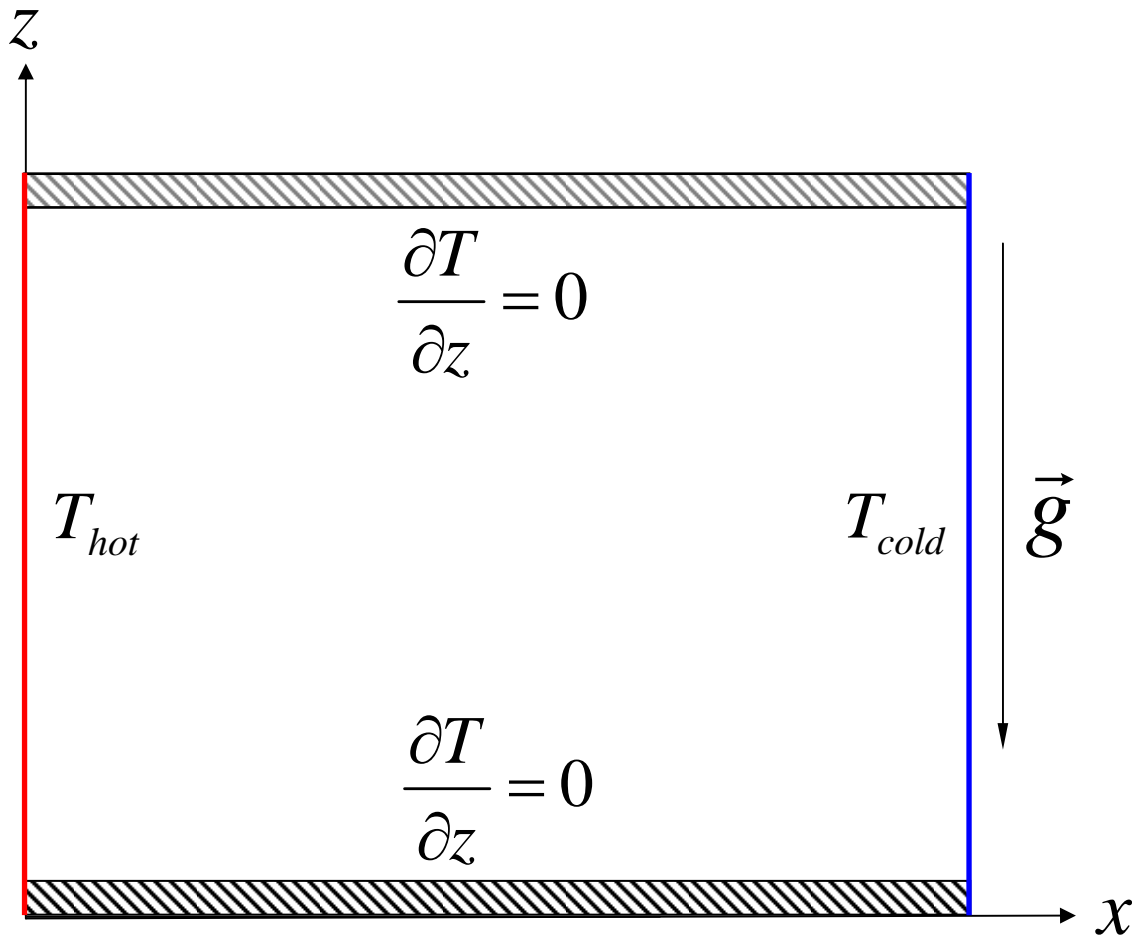 z
∂T/∂z = 0
T_hot
T_cold
g⃗
∂T/∂z = 0
x